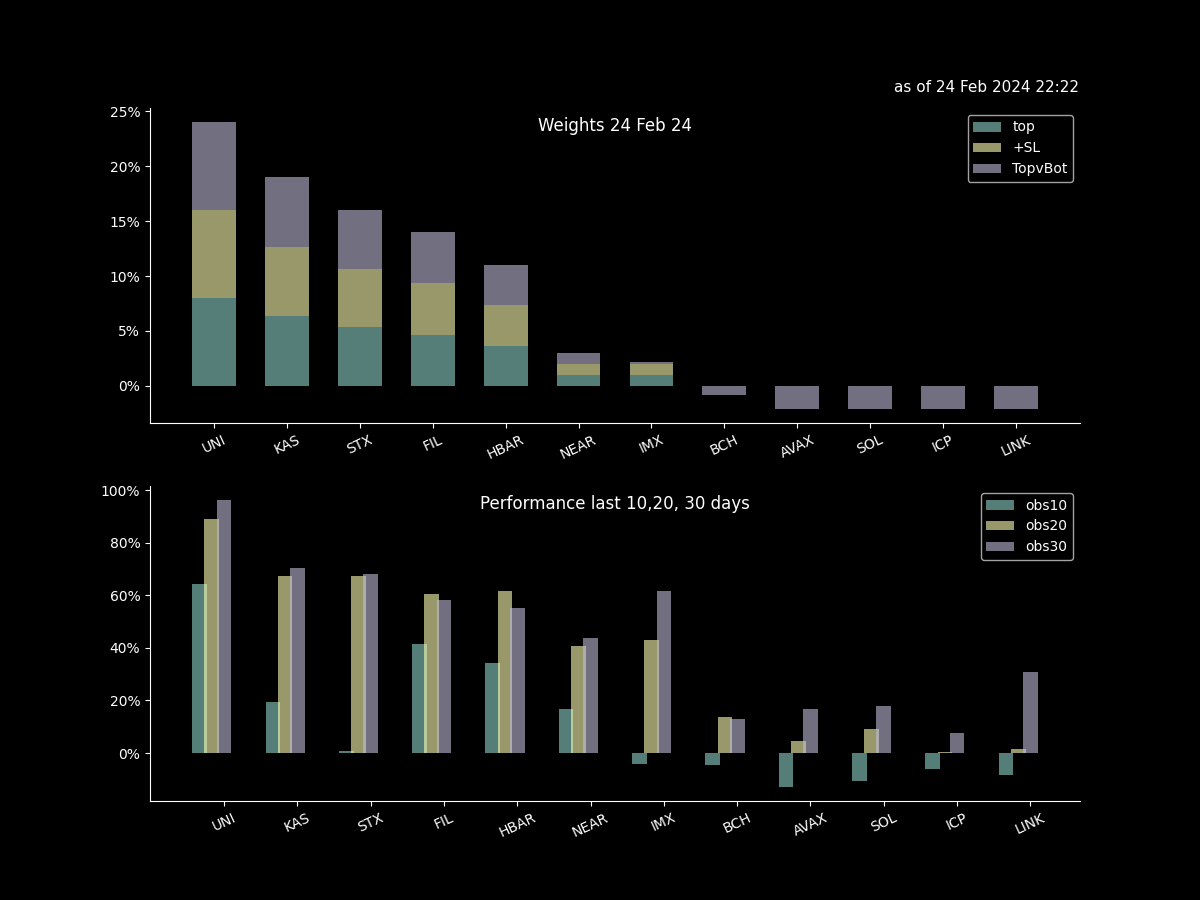 as of 24 Feb 2024 22:22
Weights 24 Feb 24
top
+SL
TopvBot
25%
20%
15%
10%
5%
0%
UNI KAS STX FIL HBAR NEAR IMX BCH AVAX SOL ICP LINK
Performance last 10,20, 30 days
obs10
obs20
obs30
100%
80%
60%
40%
20%
0%
UNI KAS STX FIL HBAR NEAR IMX BCH AVAX SOL ICP LINK